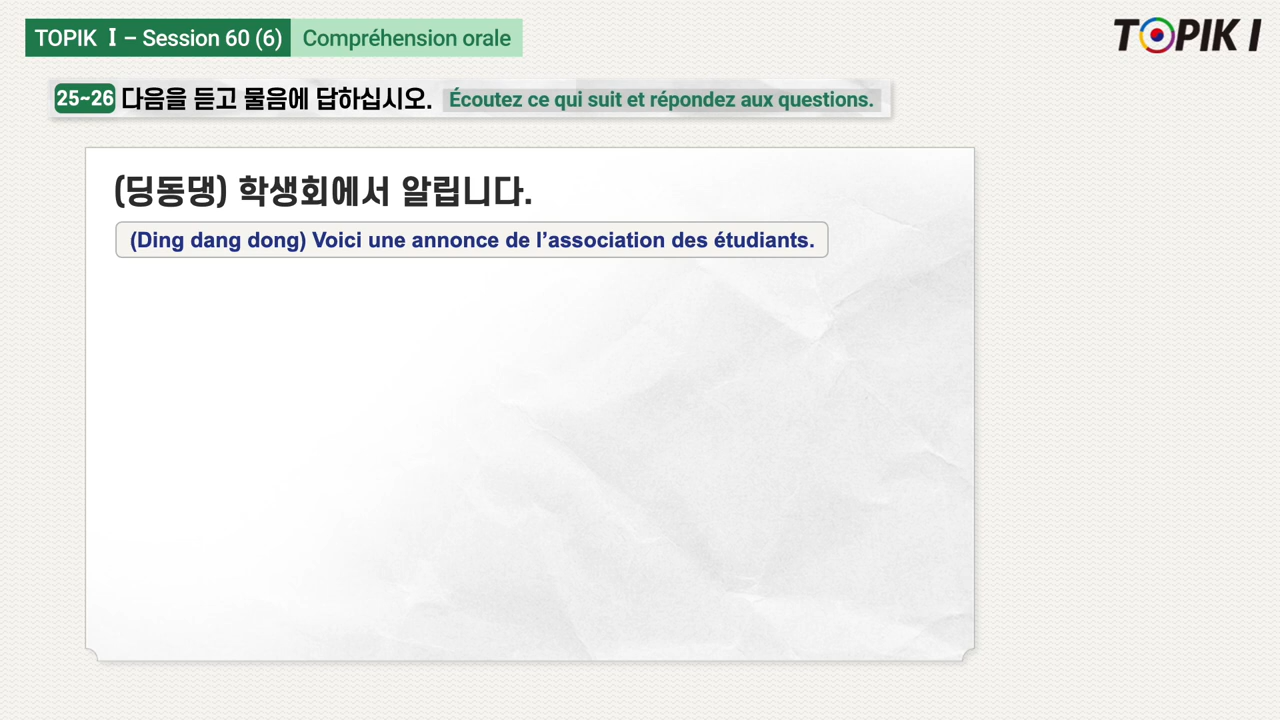 TOPIK Ⅰ – Session 60 (6) Compréhension orale
TOPIK I
25~26 다음을 듣고 물음에 답하십시오. Écoutez ce qui suit et répondez aux questions.
(딩동댕) 학생회에서 알립니다.
(Ding dang dong) Voici une annonce de l’association des étudiants.